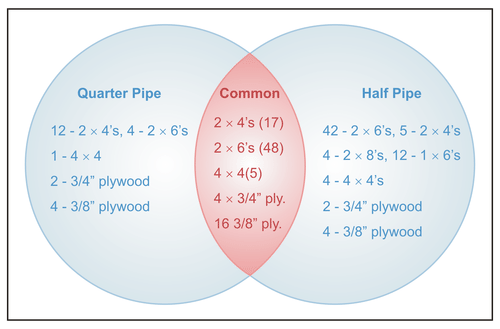 Quarter Pipe
12 - 2 × 4’s, 4 - 2 × 6’s
1 - 4 × 4
2 - 3/4” plywood
4 - 3/8” plywood
Common
2 × 4’s (17)
2 × 6’s (48)
4 × 4(5)
4 × 3/4” ply.
16 3/8” ply.
Half Pipe
42 - 2 × 6’s, 5 - 2 × 4’s
4 - 2 × 8’s, 12 - 1 × 6’s
4 - 4 × 4’s
2 - 3/4” plywood
4 - 3/8” plywood